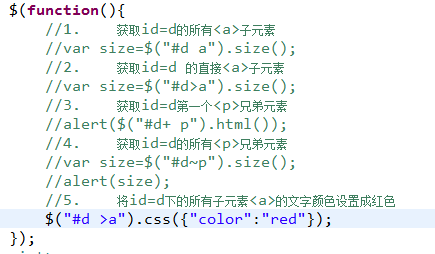 $(function(){
//1. 获取id=d的所有<a>子元素
//var size=$("#d a").size();
//2. 获取id=d 的直接<a>子元素
//var size=$("#d>a").size();
//3. 获取id=d第一个<p>兄弟元素
//alert($("#d+ p").html());
//4. 获取id=d的所有<p>兄弟元素
//var size=$("#d~p").size();
//alert(size);
//5. 将id=d下的所有子元素<a>的文字颜色设置成红色
$("#d >a").css({"color":"red"});
});